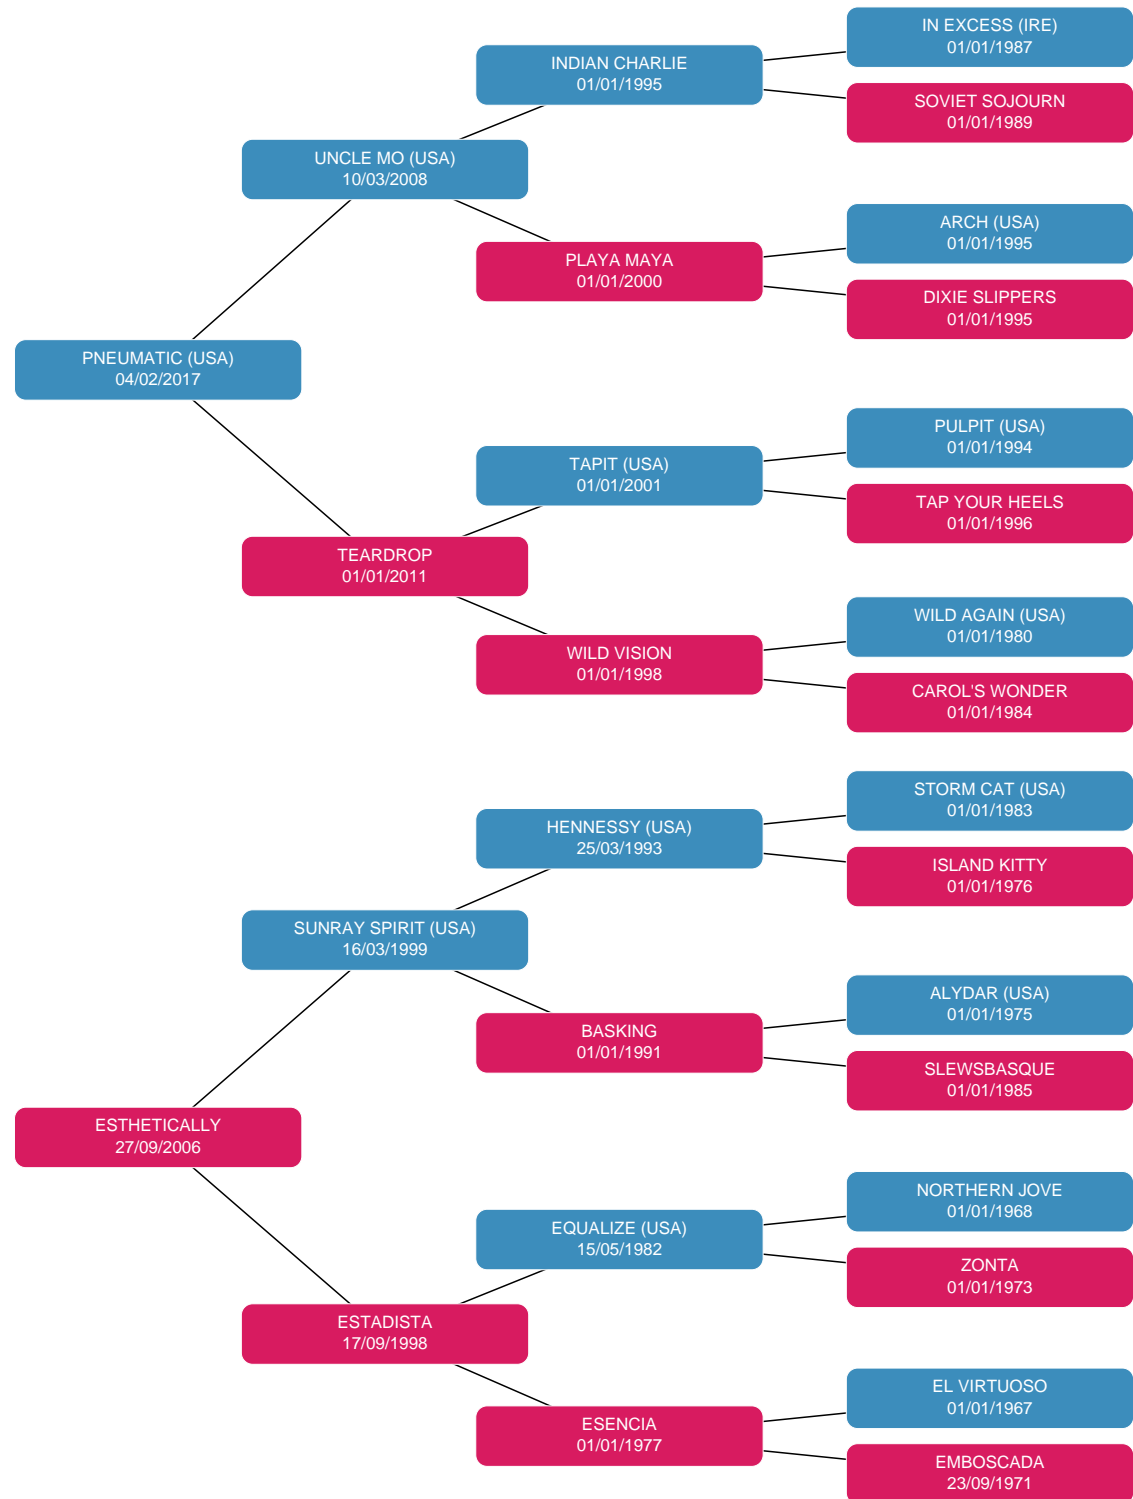 IN EXCESS (IRE)
01/01/1987
INDIAN CHARLIE
01/01/1995
SOVIET SOJOURN
01/01/1989
UNCLE MO (USA)
10/03/2008
ARCH (USA)
01/01/1995
PLAYA MAYA
01/01/2000
DIXIE SLIPPERS
01/01/1995
PNEUMATIC (USA)
04/02/2017
PULPIT (USA)
01/01/1994
TAPIT (USA)
01/01/2001
TAP YOUR HEELS
01/01/1996
TEARDROP
01/01/2011
WILD AGAIN (USA)
01/01/1980
WILD VISION
01/01/1998
CAROL'S WONDER
01/01/1984
STORM CAT (USA)
01/01/1983
HENNESSY (USA)
25/03/1993
ISLAND KITTY
01/01/1976
SUNRAY SPIRIT (USA)
16/03/1999
ALYDAR (USA)
01/01/1975
BASKING
01/01/1991
SLEWSBASQUE
01/01/1985
ESTHETICALLY
27/09/2006
NORTHERN JOVE
01/01/1968
EQUALIZE (USA)
15/05/1982
ZONTA
01/01/1973
ESTADISTA
17/09/1998
EL VIRTUOSO
01/01/1967
ESENCIA
01/01/1977
EMBOSCADA
23/09/1971